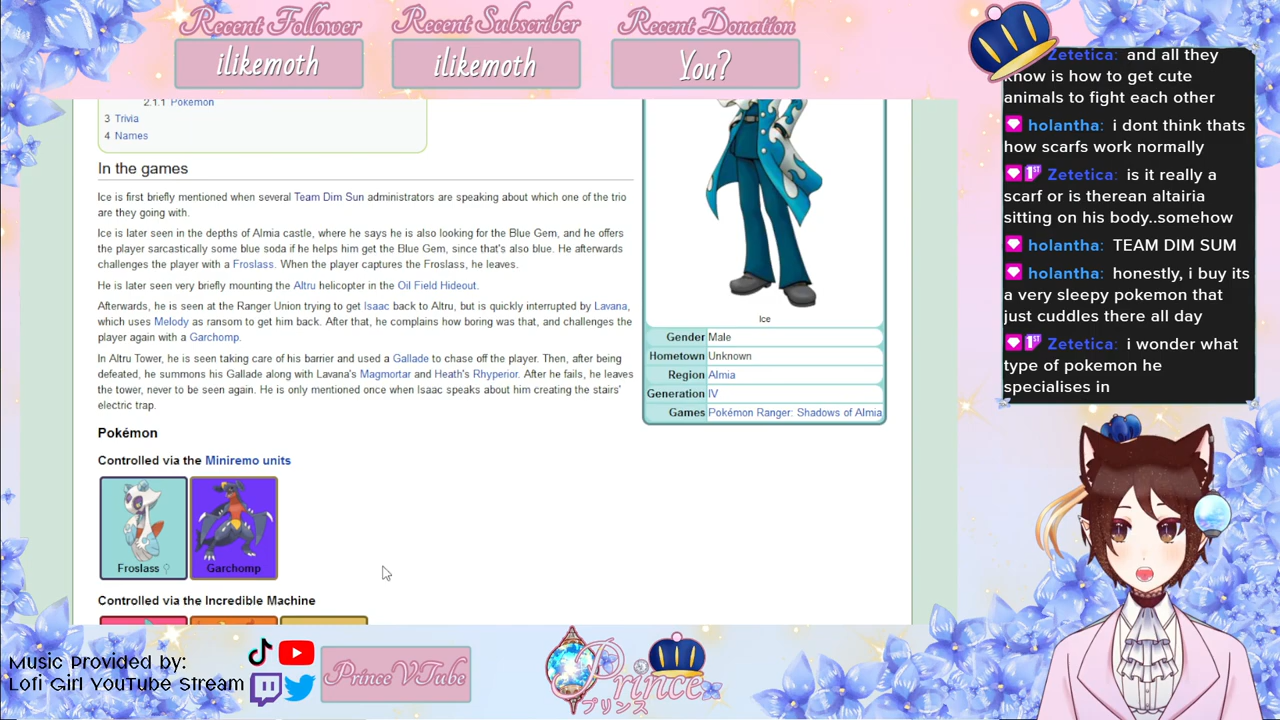 Recent Follower
Recent Subscriber
Recent Donation
ilikemoth
ilikemoth
You?
2.1.1 Pokémon
3 Trivia
4 Names
In the games
Ice is first briefly mentioned when several Team Dim Sun administrators are speaking about which one of the trio
are they going with.
Ice is later seen in the depths of Almia castle, where he says he is also looking for the Blue Gem, and he offers
the player sarcastically some blue soda if he helps him get the Blue Gem, since that's also blue. He afterwards
challenges the player with a Froslass. When the player captures the Froslass, he leaves.
He is later seen very briefly mounting the Altru helicopter in the Oil Field Hideout.
Afterwards, he is seen at the Ranger Union trying to get Isaac back to Altru, but is quickly interrupted by Lavana,
which uses Melody as ransom to get him back. After that, he complains how boring was that, and challenges the
player again with a Garchomp.
In Altru Tower, he is seen taking care of his barrier and used a Gallade to chase off the player. Then, after being
defeated, he summons his Gallade along with Lavana's Magmortar and Heath's Rhyperior. After he fails, he leaves
the tower, never to be seen again. He is only mentioned once when Isaac speaks about him creating the stairs'
electric trap.
Pokémon
Controlled via the Miniremo units
Froslass ♀
Garchomp
Controlled via the Incredible Machine
Ice
Gender Male
Hometown Unknown
Region Almia
Generation IV
Games Pokémon Ranger: Shadows of Almia
Zetetica: and all they
know is how to get cute
animals to fight each other
holantha: i dont think thats
how scarfs work normally
1st Zetetica: is it really a
scarf or is therean altairia
sitting on his body..somehow
holantha: TEAM DIM SUM
holantha: honestly, i buy its
a very sleepy pokemon that
just cuddles there all day
1st Zetetica: i wonder what
type of pokemon he
specialises in
Music Provided by:
Lofi Girl YouTube Stream
Prince VTube
Prince
プリンス